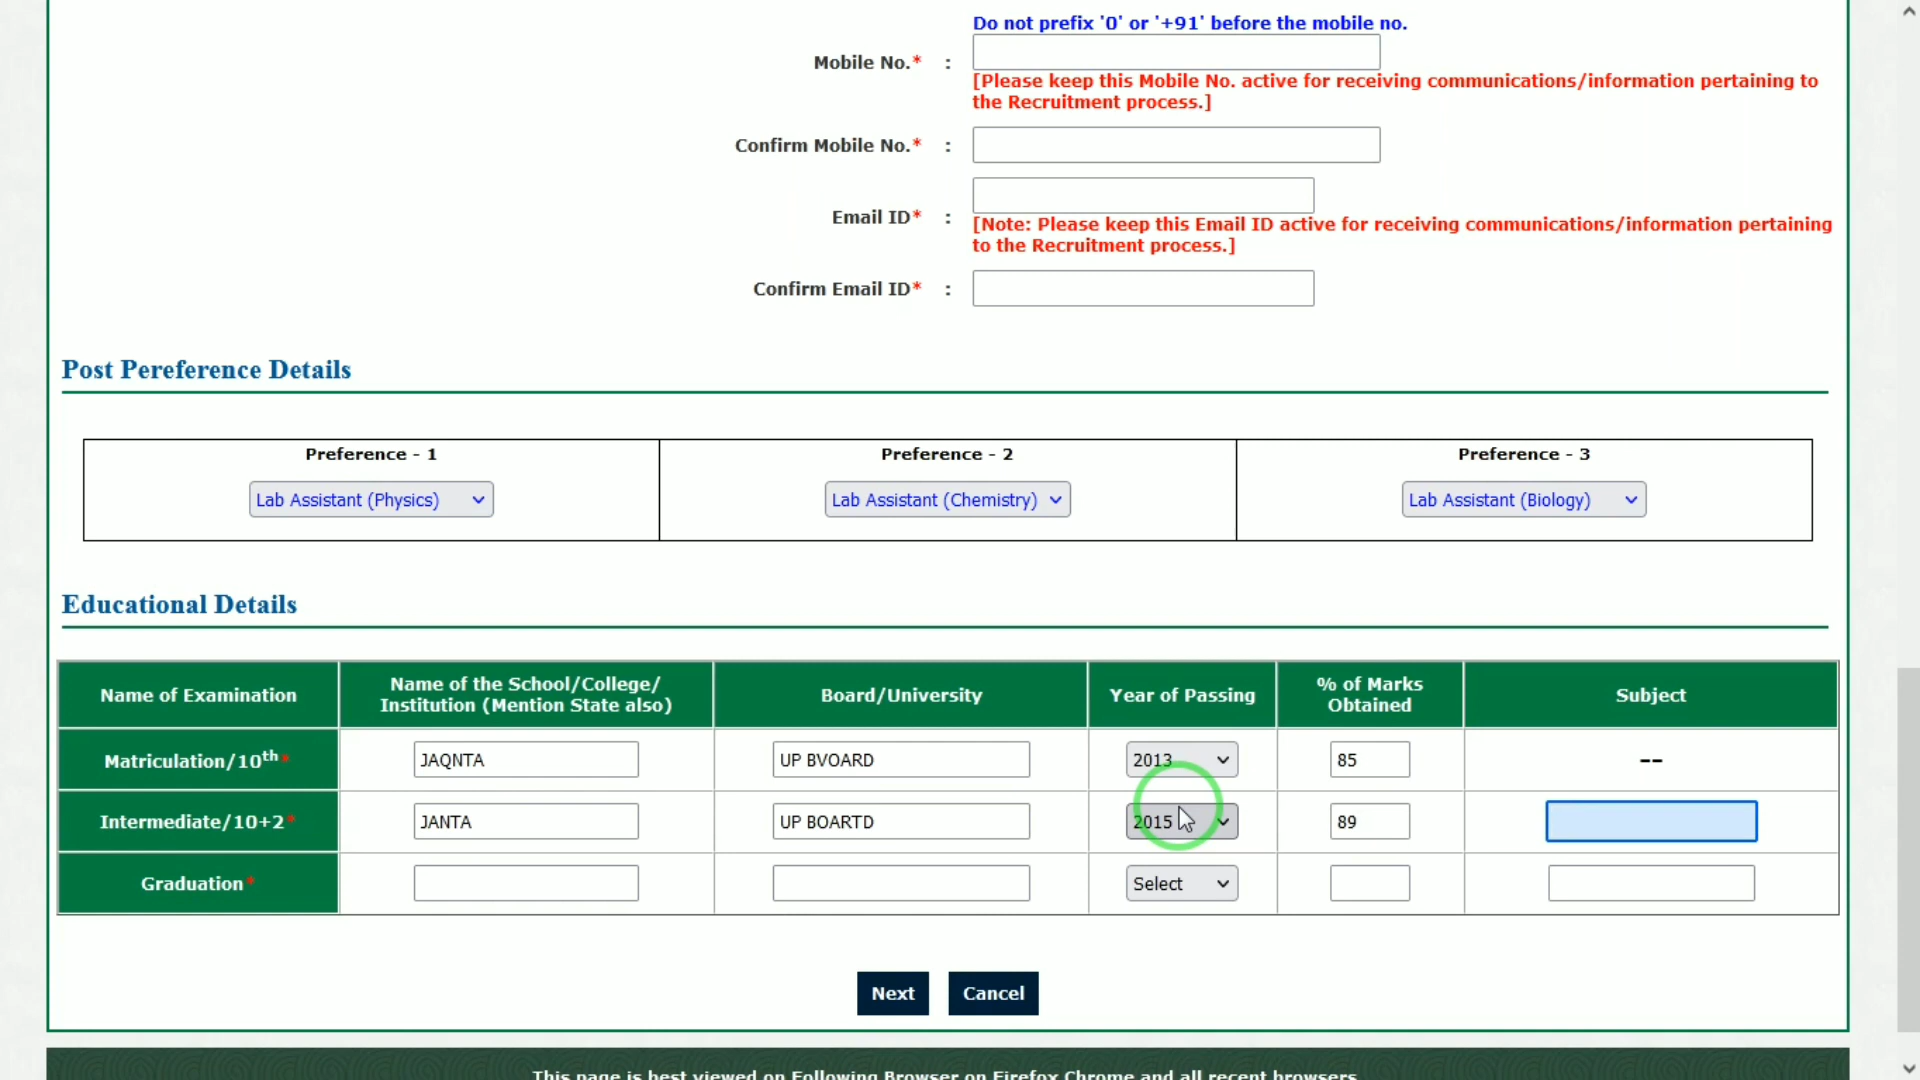 Do not prefix '0' or '+91' before the mobile no.
Mobile No.* :
[Please keep this Mobile No. active for receiving communications/information pertaining to
the Recruitment process.]
Confirm Mobile No.* :
Email ID* :
[Note: Please keep this Email ID active for receiving communications/information pertaining
to the Recruitment process.]
Confirm Email ID* :
Post Pereference Details
Preference - 1 Preference - 2 Preference - 3
Lab Assistant (Physics) Lab Assistant (Chemistry) Lab Assistant (Biology)
Educational Details
Name of Examination
Name of the School/College/
Institution (Mention State also)
Board/University
Year of Passing
% of Marks
Obtained
Subject
Matriculation/10th* JAQNTA UP BVOARD 2013 85 --
Intermediate/10+2* JANTA UP BOARTD 2015 89
Graduation* Select
Next Cancel
This page is best viewed on Following Browser on Firefox Chrome and all recent browsers